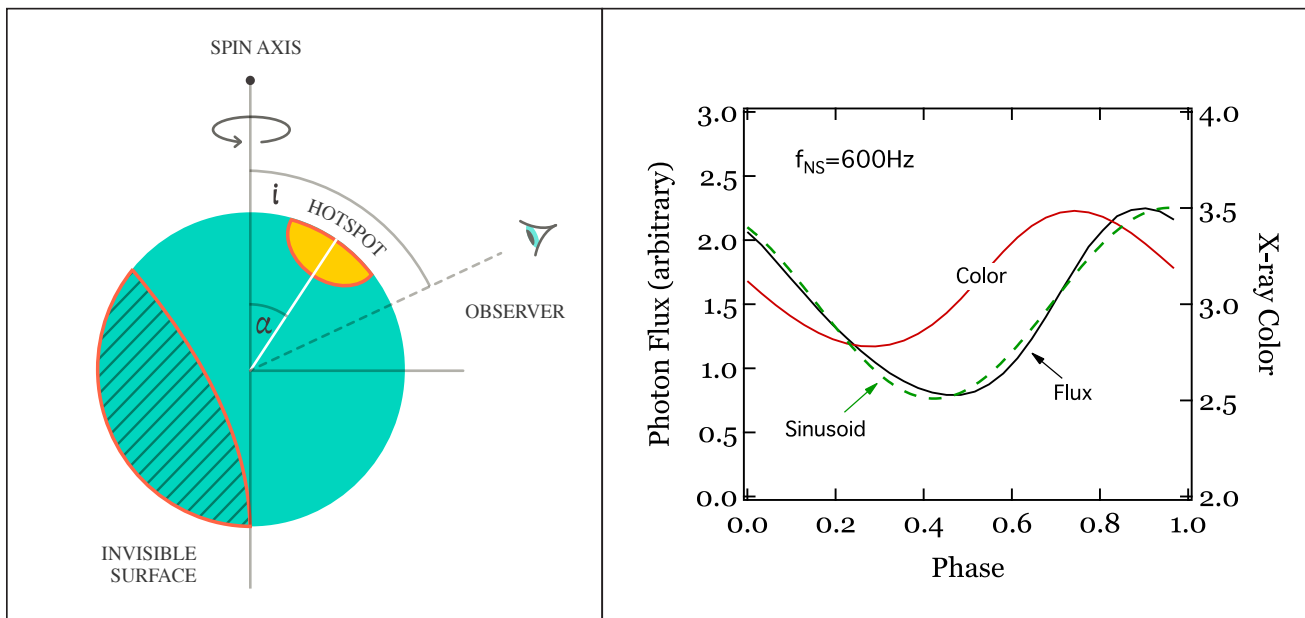 SPIN AXIS
i
HOTSPOT
α
OBSERVER
INVISIBLE
SURFACE
f_NS=600Hz
Photon Flux (arbitrary)
3.0
2.5
2.0
1.5
1.0
0.5
0.0
Color
Sinusoid
Flux
4.0
3.5
3.0
2.5
2.0
X-ray Color
0.0 0.2 0.4 0.6 0.8 1.0
Phase